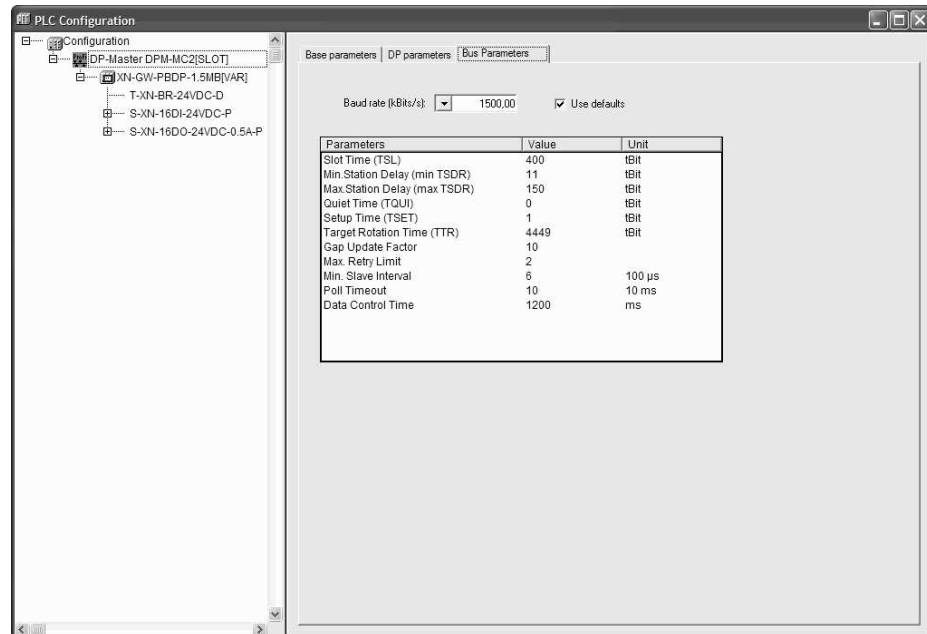 PLC Configuration
Configuration
DP-Master DPM-MC2[SLOT]
XN-GW-PBDP-1.5MB[VAR]
T-XN-BR-24VDC-D
S-XN-16DI-24VDC-P
S-XN-16DO-24VDC-0.5A-P
Base parameters DP parameters Bus Parameters
Baud rate (kBits/s): 1500,00 Use defaults
Parameters Value Unit
Slot Time (TSL) 400 tBit
Min.Station Delay (min TSDR) 11 tBit
Max.Station Delay (max TSDR) 150 tBit
Quiet Time (TQUI) 0 tBit
Setup Time (TSET) 1 tBit
Target Rotation Time (TTR) 4449 tBit
Gap Update Factor 10
Max. Retry Limit 2
Min. Slave Interval 6 100 µs
Poll Timeout 10 10 ms
Data Control Time 1200 ms